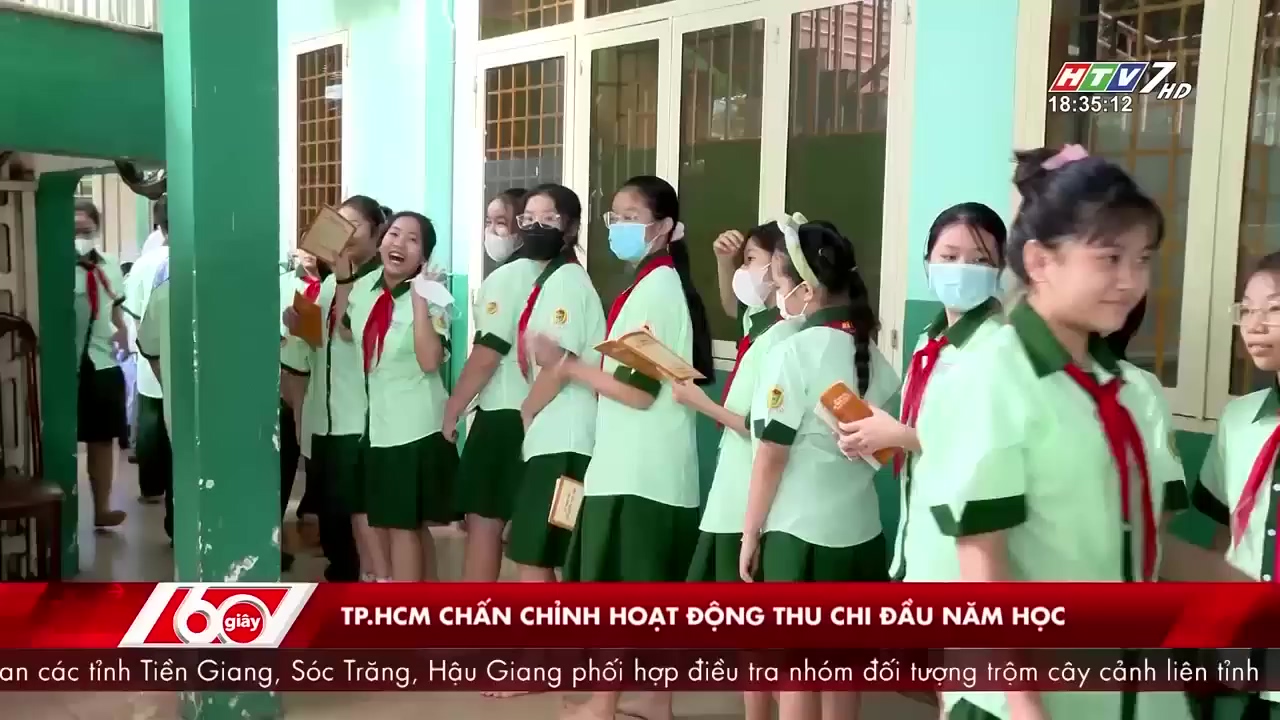 HTV7 HD
18:35:12
60 giây
TP.HCM CHẤN CHỈNH HOẠT ĐỘNG THU CHI ĐẦU NĂM HỌC
an các tỉnh Tiền Giang, Sóc Trăng, Hậu Giang phối hợp điều tra nhóm đối tượng trộm cây cảnh liên tỉnh